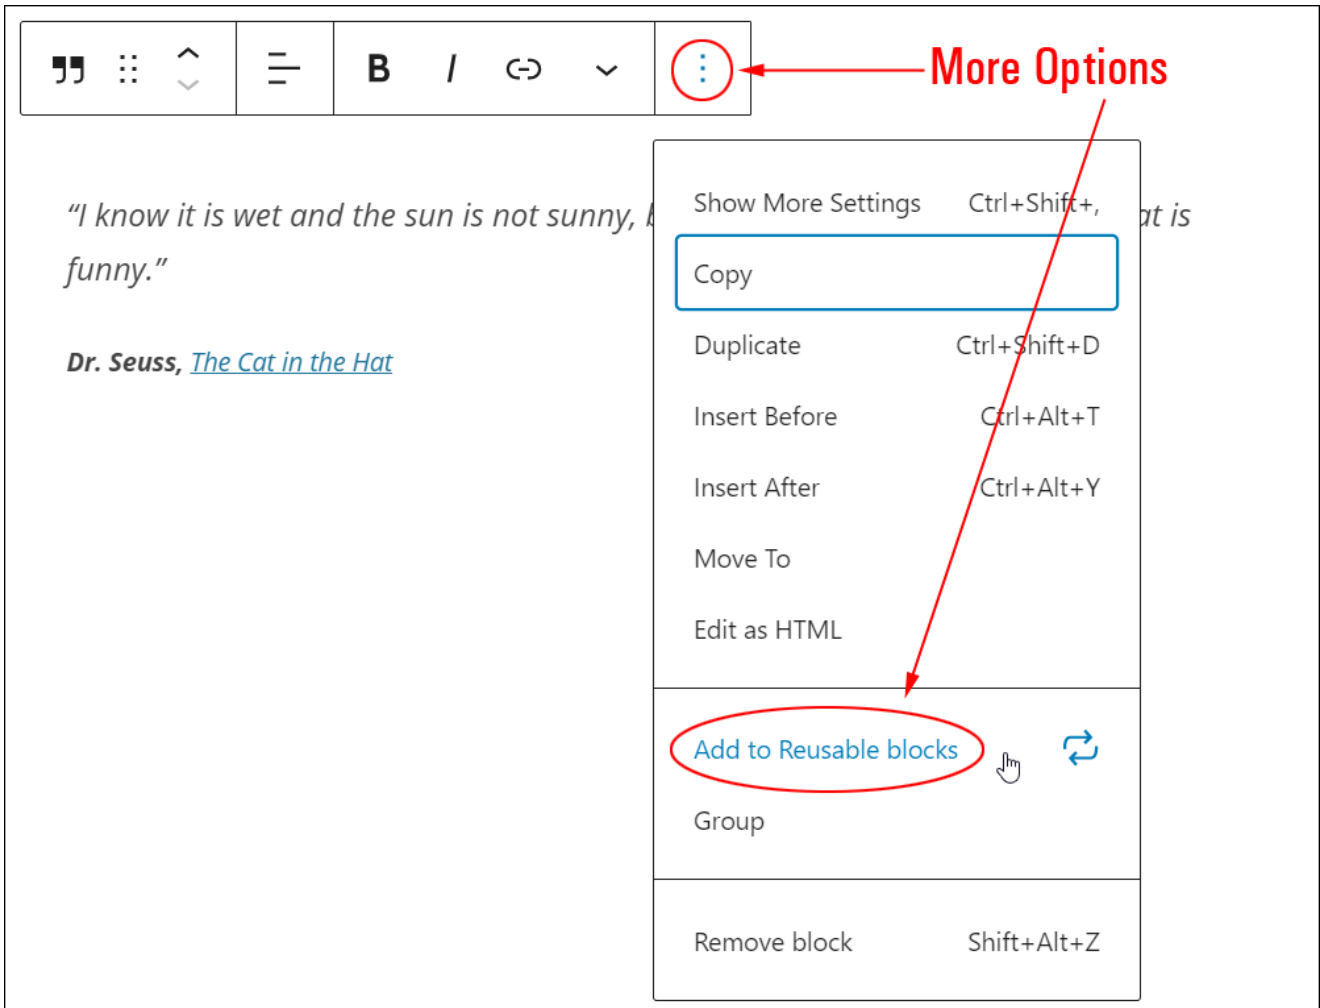 B I
More Options
“I know it is wet and the sun is not sunny, at is
funny.”
Dr. Seuss, The Cat in the Hat
Show More Settings Ctrl+Shift+,
Copy
Duplicate Ctrl+Shift+D
Insert Before Ctrl+Alt+T
Insert After Ctrl+Alt+Y
Move To
Edit as HTML
Add to Reusable blocks
Group
Remove block Shift+Alt+Z